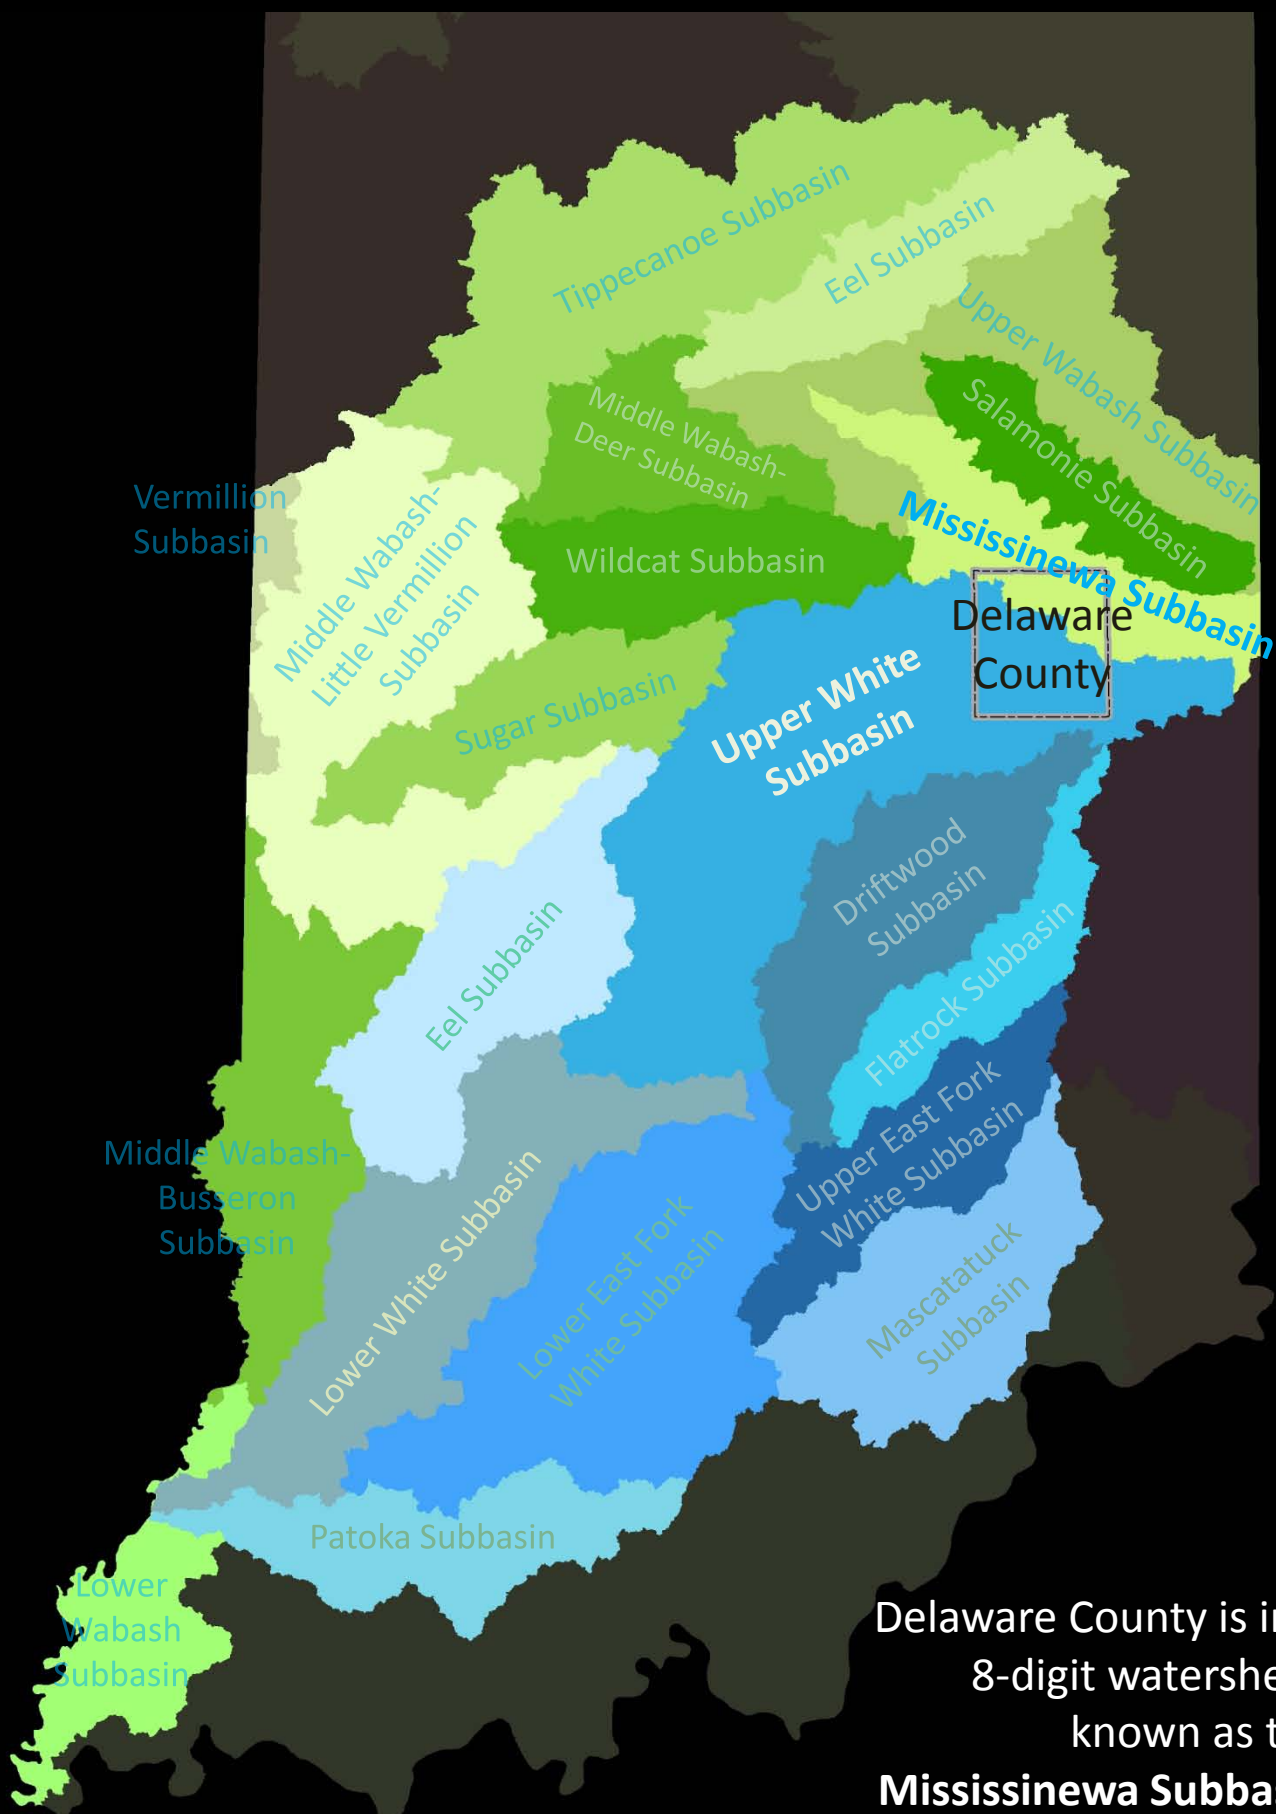 Tippecanoe Subbasin
Eel Subbasin
Upper Wabash Subbasin
Middle Wabash-
Deer Subbasin
Salamonie Subbasin
Vermillion
Subbasin
Middle Wabash-
Little Vermillion
Subbasin
Wildcat Subbasin
Mississinewa Subbasin
Delaware
County
Sugar Subbasin
Upper White
Subbasin
Driftwood
Subbasin
Eel Subbasin
Flatrock Subbasin
Middle Wabash-
Busseron
Subbasin
Upper East Fork
White Subbasin
Lower White Subbasin
Lower East Fork
White Subbasin
Mascatatuck
Subbasin
Patoka Subbasin
Lower
Wabash
Subbasin
Delaware County is in
8-digit watershe
known as t
Mississinewa Subbas